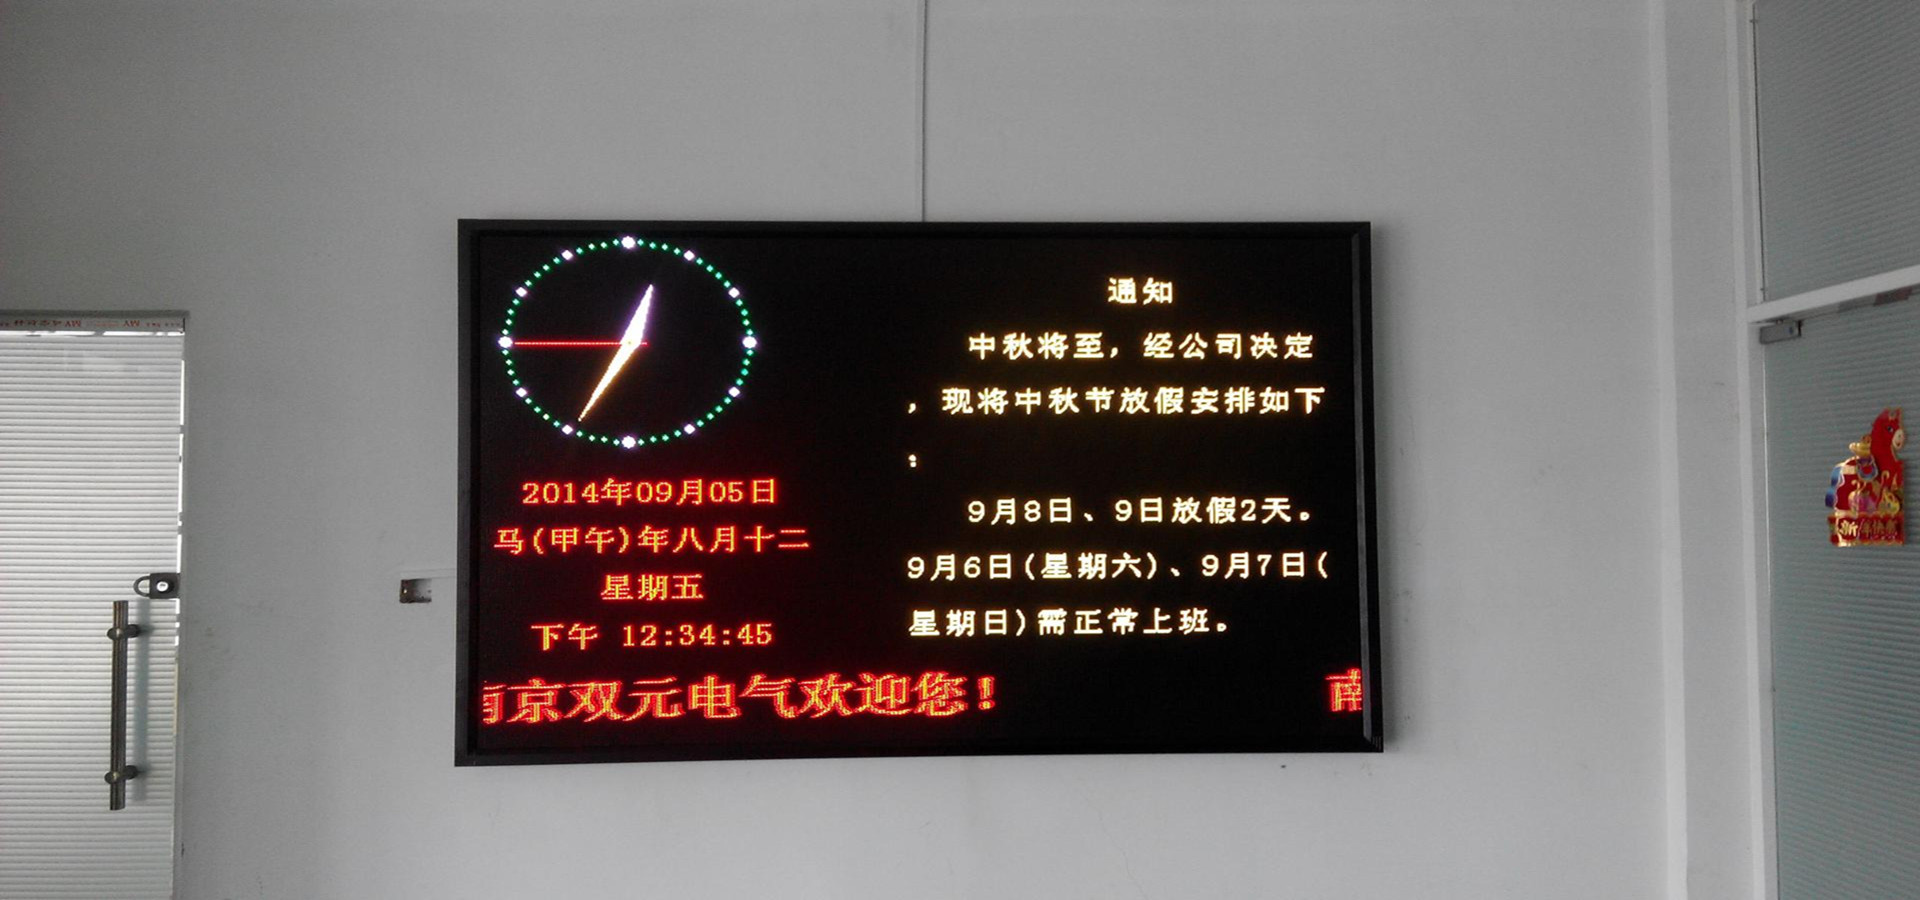 2014年09月05日
马(甲午)年八月十二
星期五
下午 12:34:45
通知
中秋将至，经公司决定
，现将中秋节放假安排如下
：
9月8日、9日放假2天。
9月6日(星期六)、9月7日(
星期日)需正常上班。
南京双元电气欢迎您！
南